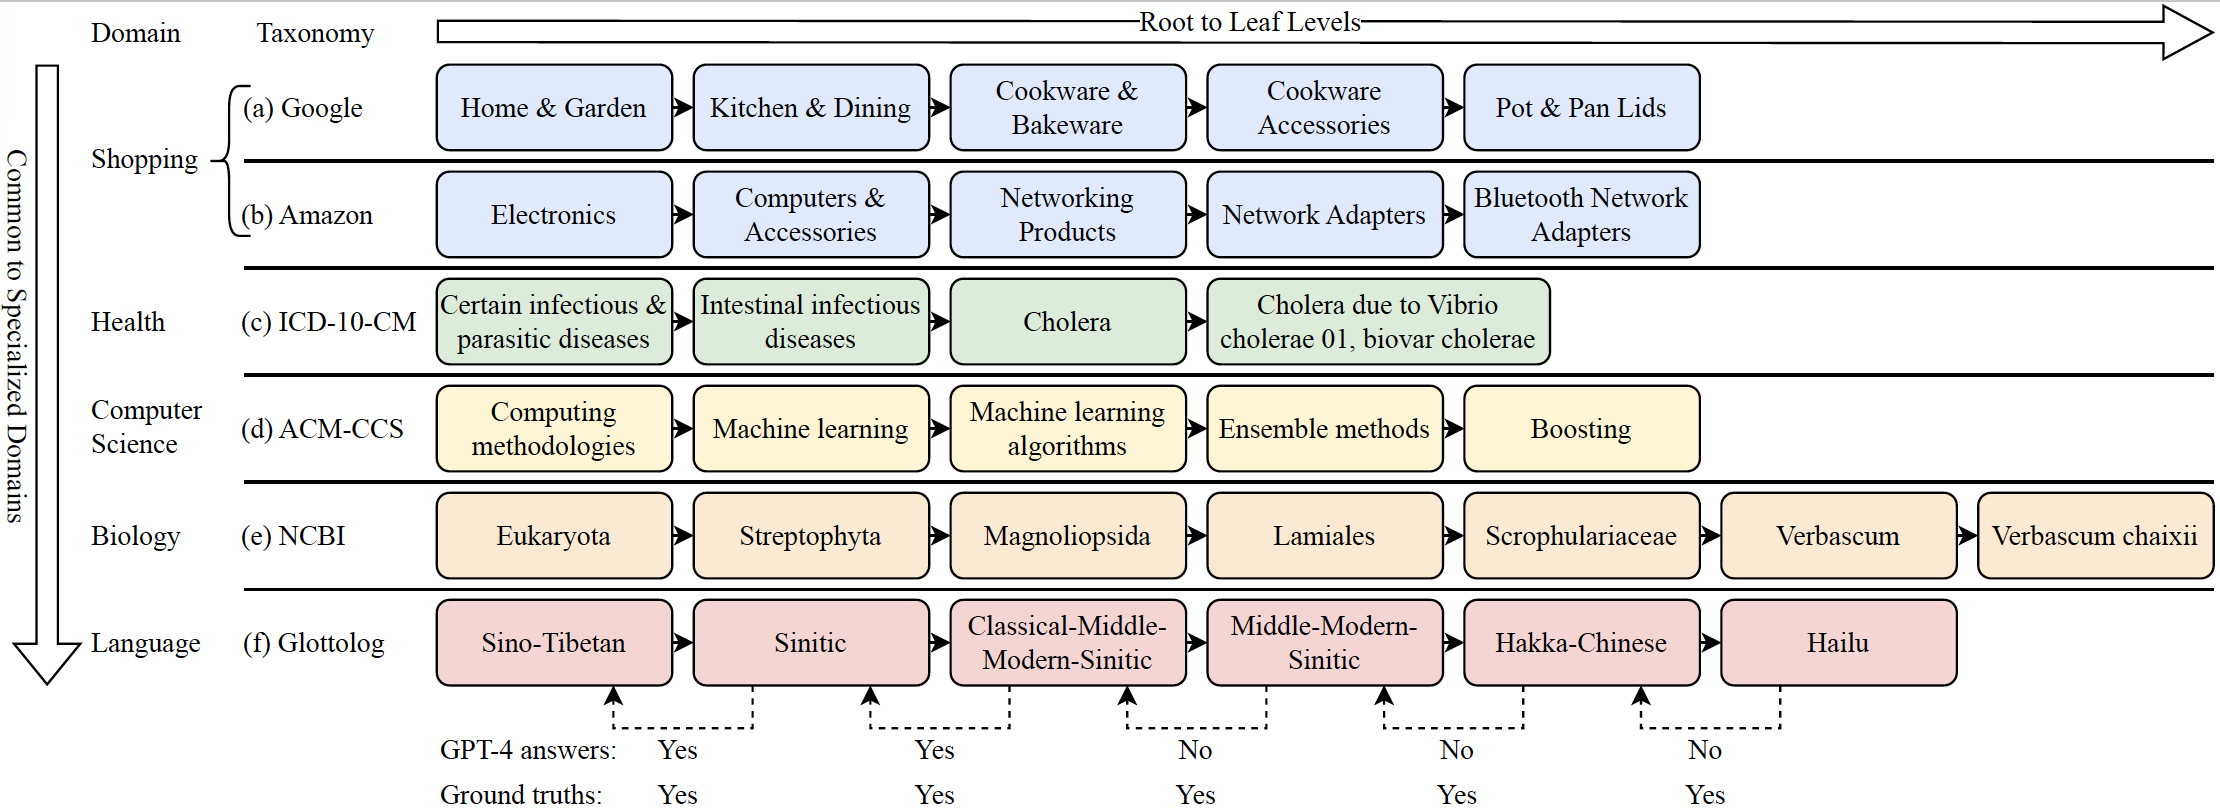 Domain
Taxonomy
Root to Leaf Levels
Common to Specialized Domains
Shopping
(a) Google
Home & Garden
Kitchen & Dining
Cookware &
Bakeware
Cookware
Accessories
Pot & Pan Lids
(b) Amazon
Electronics
Computers &
Accessories
Networking
Products
Network Adapters
Bluetooth Network
Adapters
Health
(c) ICD-10-CM
Certain infectious &
parasitic diseases
Intestinal infectious
diseases
Cholera
Cholera due to Vibrio
cholerae 01, biovar cholerae
Computer
Science
(d) ACM-CCS
Computing
methodologies
Machine learning
Machine learning
algorithms
Ensemble methods
Boosting
Biology
(e) NCBI
Eukaryota
Streptophyta
Magnoliopsida
Lamiales
Scrophulariaceae
Verbascum
Verbascum chaixii
Language
(f) Glottolog
Sino-Tibetan
Sinitic
Classical-Middle-
Modern-Sinitic
Middle-Modern-
Sinitic
Hakka-Chinese
Hailu
GPT-4 answers: Yes Yes No No No
Ground truths: Yes Yes Yes Yes Yes